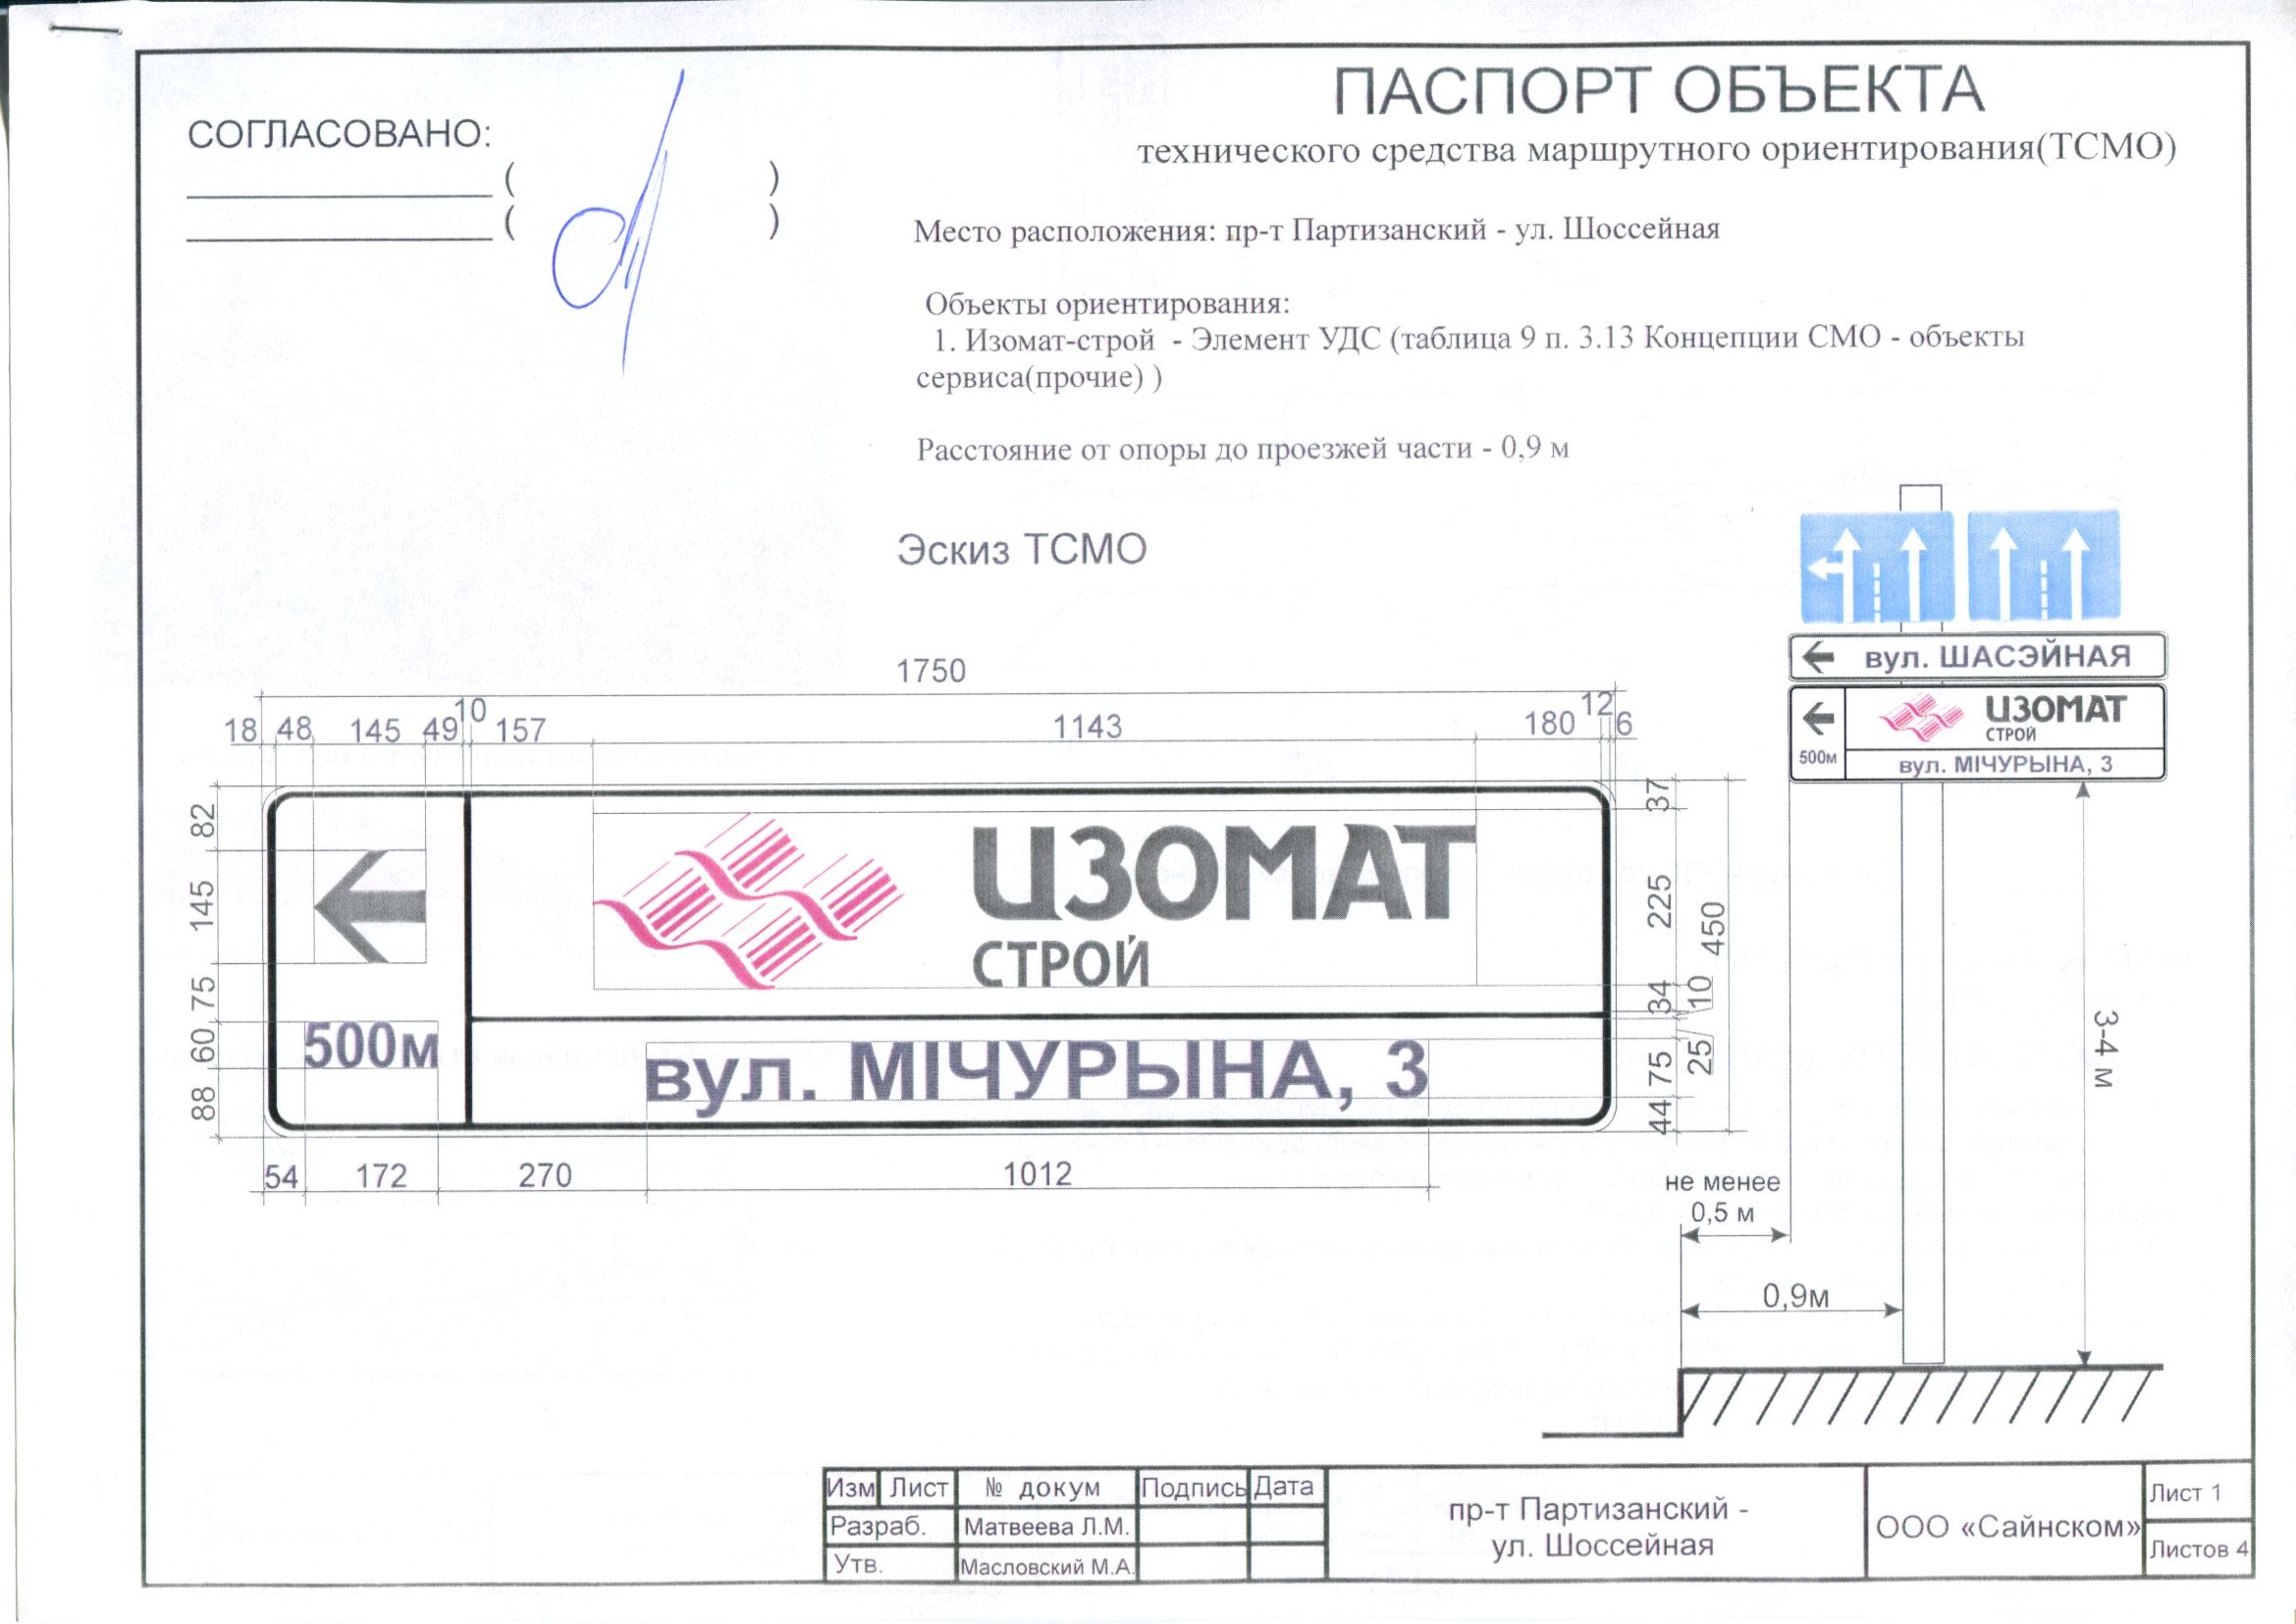 СОГЛАСОВАНО:
( )
( )
ПАСПОРТ ОБЪЕКТА
технического средства маршрутного ориентирования(ТСМО)
Место расположения: пр-т Партизанский - ул. Шоссейная
Объекты ориентирования:
1. Изомат-строй - Элемент УДС (таблица 9 п. 3.13 Концепции СМО - объекты
сервиса(прочие) )
Расстояние от опоры до проезжей части - 0,9 м
Эскиз ТСМО
вул. ШАСЭЙНАЯ
ИЗОМАТ
СТРОЙ
500м
вул. МІЧУРЫНА, 3
1750
18 48 145 49 10 157 1143 180 12 6
82
145
75
60
88
ИЗОМАТ
СТРОЙ
500м
вул. МІЧУРЫНА, 3
37
225
450
34
10
25
75
44
54 172 270 1012
3-4 м
не менее
0,5 м
0,9м
Изм Лист № докум Подпись Дата
Разраб. Матвеева Л.М.
Утв. Масловский М.А.
пр-т Партизанский -
ул. Шоссейная
ООО «Сайнском»
Лист 1
Листов 4